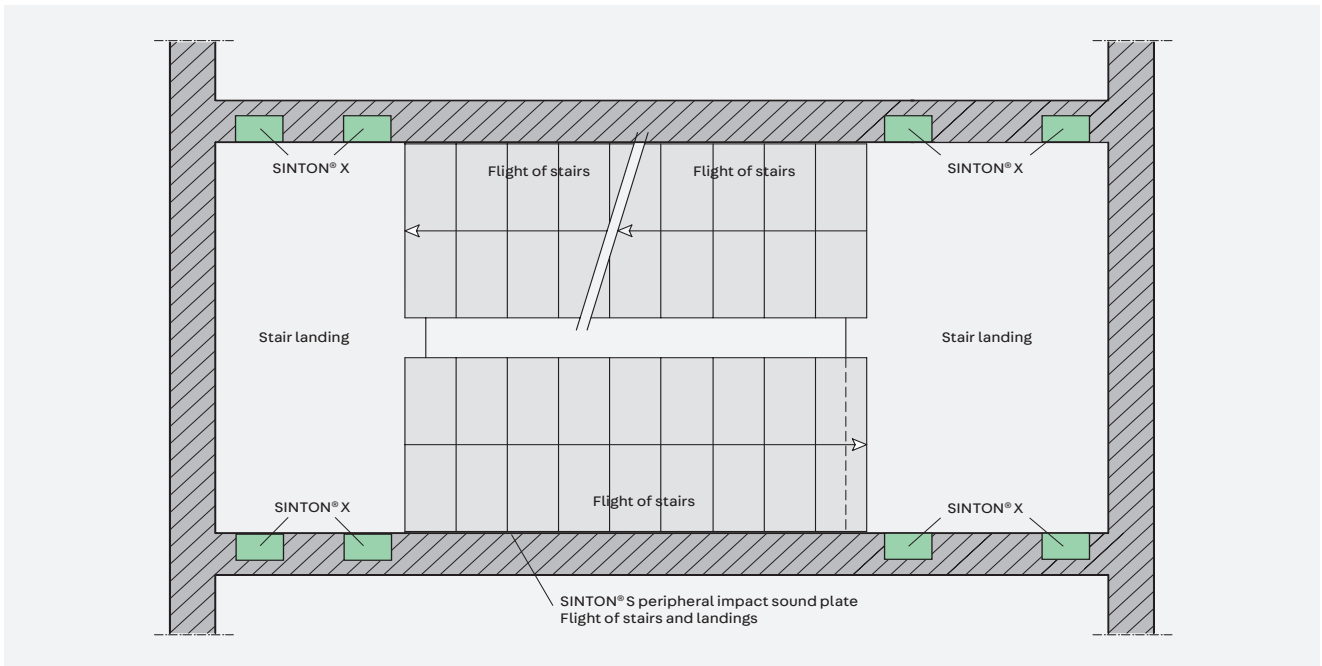 SINTON® X
SINTON® X
Flight of stairs
Flight of stairs
Stair landing
Stair landing
Flight of stairs
SINTON® X
SINTON® X
SINTON® S peripheral impact sound plate
Flight of stairs and landings